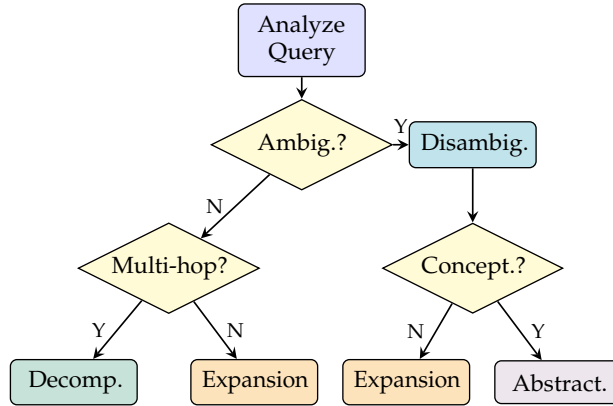 Analyze
Query
Ambig.?
Y
Disambig.
N
Multi-hop?
Concept.?
Y
N
N
Y
Decomp.
Expansion
Expansion
Abstract.